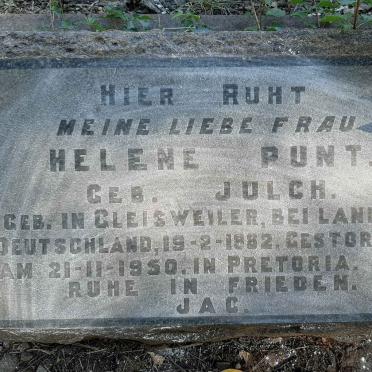 HIER RUHT
MEINE LIEBE FRAU
HELENE PUNT.
GEB. JULCH.
GEB. IN GLEISWEILER, BEI LAN
DEUTSCHLAND, 19-2-1882, GESTOR
AM 21-11-1950, IN PRETORIA.
RUHE IN FRIEDEN.
JAC.